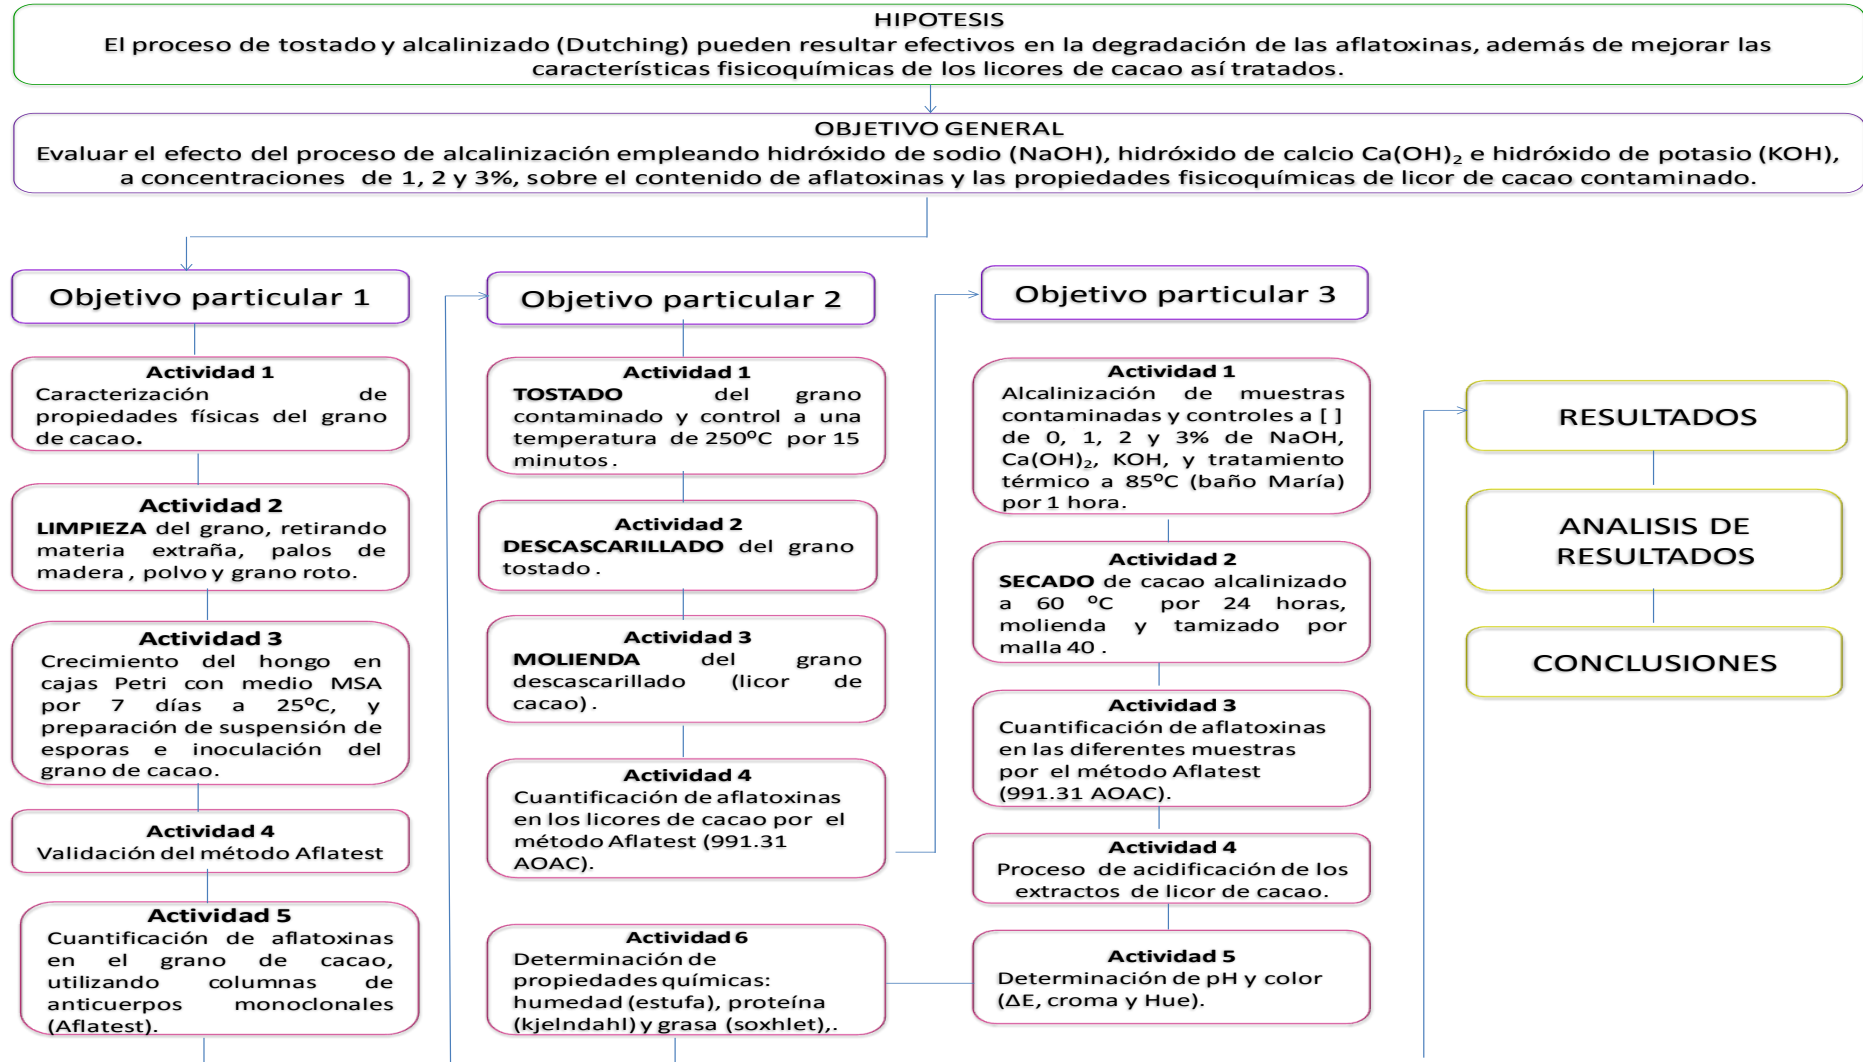 HIPOTESIS
El proceso de tostado y alcalinizado (Dutching) pueden resultar efectivos en la degradación de las aflatoxinas, además de mejorar las
características fisicoquímicas de los licores de cacao así tratados.
OBJETIVO GENERAL
Evaluar el efecto del proceso de alcalinización empleando hidróxido de sodio (NaOH), hidróxido de calcio Ca(OH)₂ e hidróxido de potasio (KOH),
a concentraciones de 1, 2 y 3%, sobre el contenido de aflatoxinas y las propiedades fisicoquímicas de licor de cacao contaminado.
Objetivo particular 1
Actividad 1
Caracterización de
propiedades físicas del grano
de cacao.
Actividad 2
LIMPIEZA del grano, retirando
materia extraña, palos de
madera , polvo y grano roto.
Actividad 3
Crecimiento del hongo en
cajas Petri con medio MSA
por 7 días a 25ºC, y
preparación de suspensión de
esporas e inoculación del
grano de cacao.
Actividad 4
Validación del método Aflatest
Actividad 5
Cuantificación de aflatoxinas
en el grano de cacao,
utilizando columnas de
anticuerpos monoclonales
(Aflatest).
Objetivo particular 2
Actividad 1
TOSTADO del grano
contaminado y control a una
temperatura de 250ºC por 15
minutos .
Actividad 2
DESCASCARILLADO del grano
tostado .
Actividad 3
MOLIENDA del grano
descascarillado (licor de
cacao) .
Actividad 4
Cuantificación de aflatoxinas
en los licores de cacao por el
método Aflatest (991.31
AOAC).
Objetivo particular 3
Actividad 1
Alcalinización de muestras
contaminadas y controles a [ ]
de 0, 1, 2 y 3% de NaOH,
Ca(OH)₂, KOH, y tratamiento
térmico a 85ºC (baño María)
por 1 hora.
Actividad 2
SECADO de cacao alcalinizado
a 60 ºC por 24 horas,
molienda y tamizado por
malla 40 .
Actividad 3
Cuantificación de aflatoxinas
en las diferentes muestras
por el método Aflatest
(991.31 AOAC).
Actividad 4
Proceso de acidificación de los
extractos de licor de cacao.
Actividad 5
Determinación de pH y color
(ΔE, croma y Hue).
Actividad 6
Determinación de
propiedades químicas:
humedad (estufa), proteína
(kjelndahl) y grasa (soxhlet),.
RESULTADOS
ANALISIS DE
RESULTADOS
CONCLUSIONES